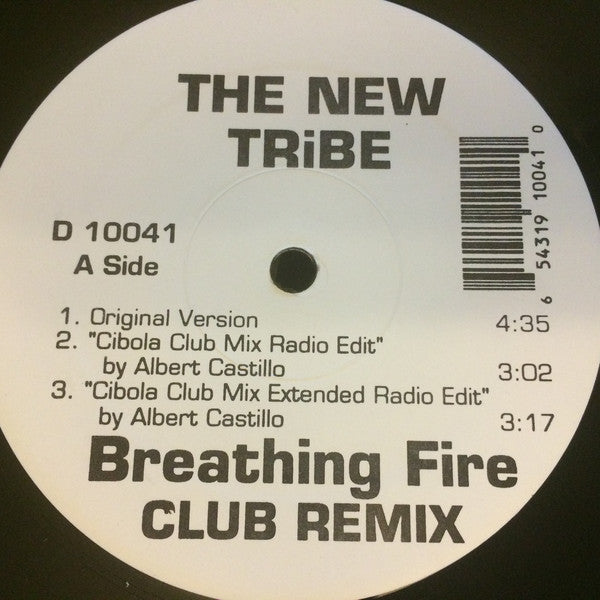 THE NEW
TRiBE
D 10041
A Side
6 54319 10041 0
1. Original Version 4:35
2. "Cibola Club Mix Radio Edit"
by Albert Castillo 3:02
3. "Cibola Club Mix Extended Radio Edit"
by Albert Castillo 3:17
Breathing Fire
CLUB REMIX